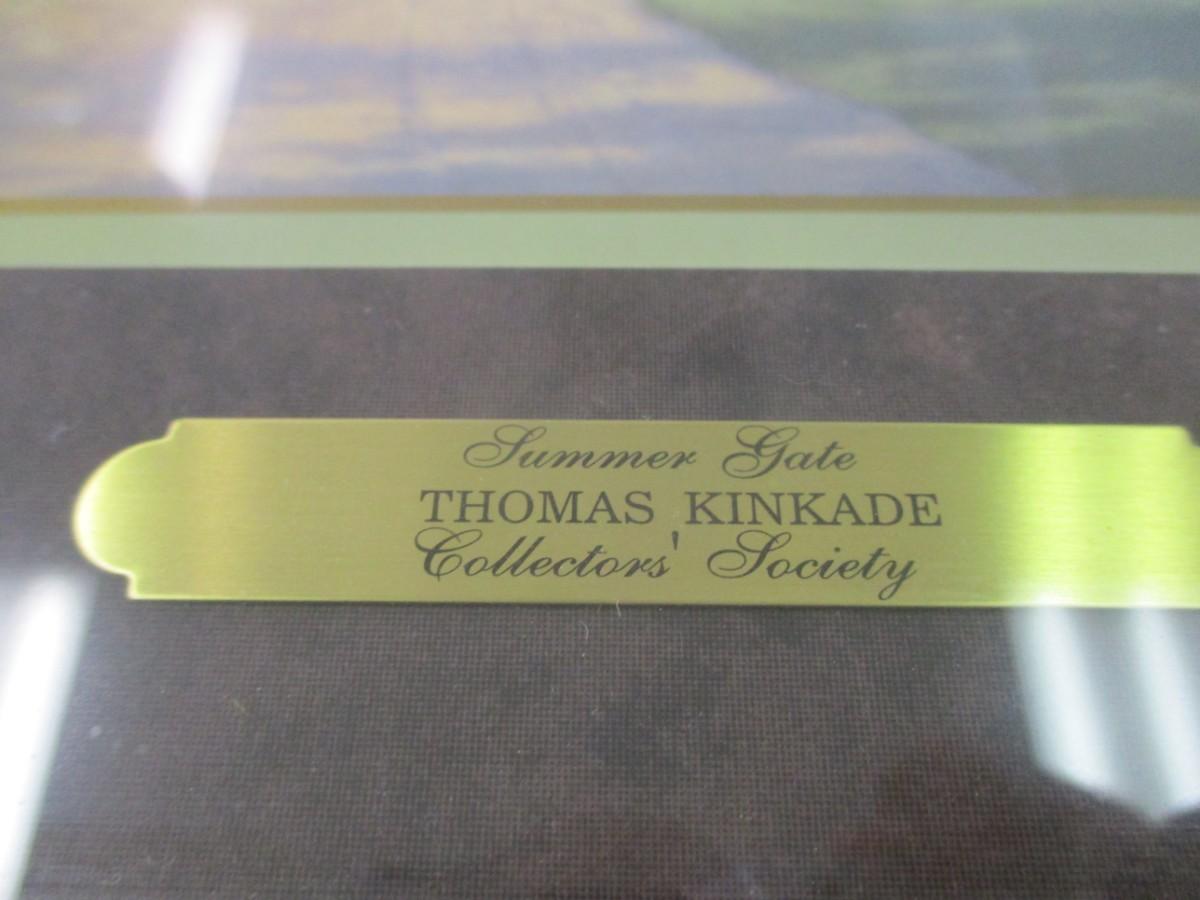 Summer Gate
THOMAS KINKADE
Collectors' Society